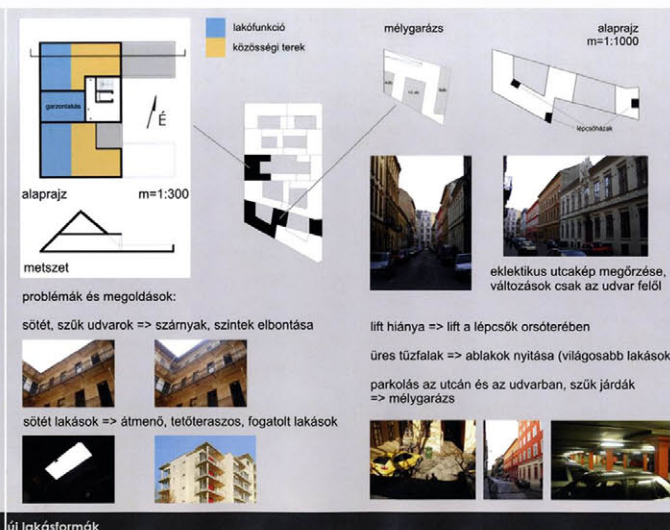 lakófunkció
közösségi terek
garzonlakás
É
alaprajz m=1:300
metszet
mélygarázs
alaprajz
m=1:1000
lépcsőházak
eklektikus utcakép megőrzése,
változások csak az udvar felől
problémák és megoldások:
sötét, szűk udvarok => szárnyak, szintek elbontása
sötét lakások => átmenő, tetőteraszos, fogatolt lakások
lift hiánya => lift a lépcsők orsóterében
üres tűzfalak => ablakok nyitása (világosabb lakások
parkolás az utcán és az udvarban, szűk járdák
=> mélygarázs
új lakásformák